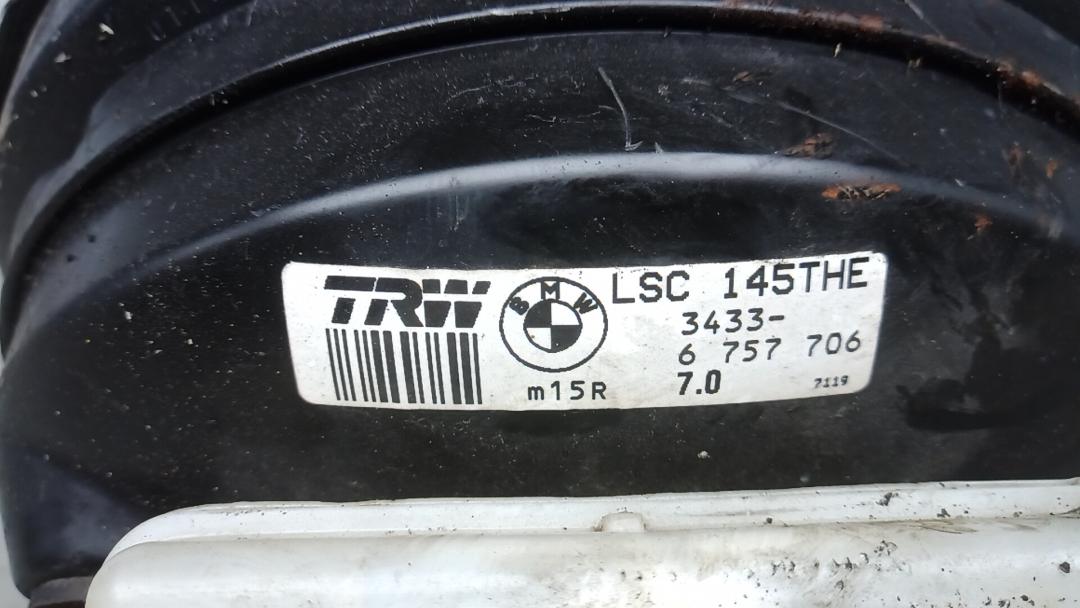 TRW
BMW
m15R
LSC 145THE
3433-
6 757 706
7.0
7119